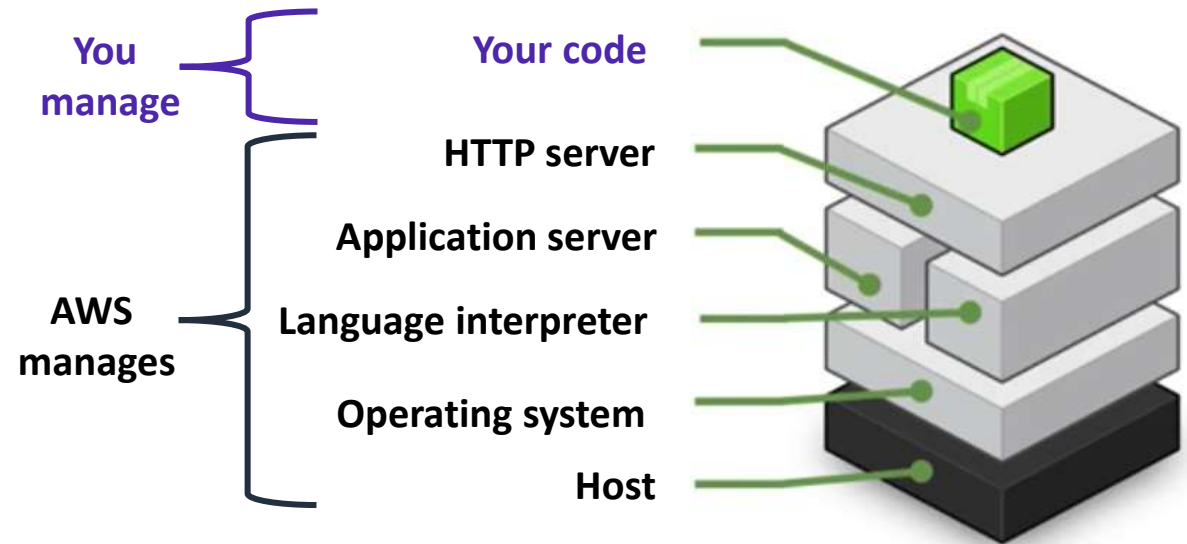 You
manage
Your code
HTTP server
Application server
AWS
manages
Language interpreter
Operating system
Host